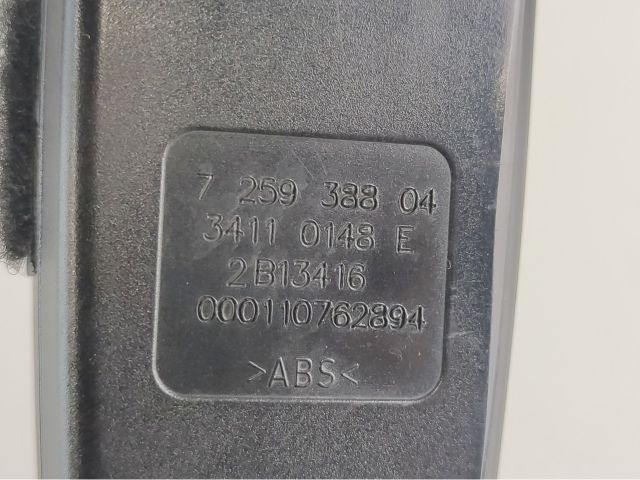 7 259 388 04
3411 0148 E
2B13416
000110762894
>ABS<